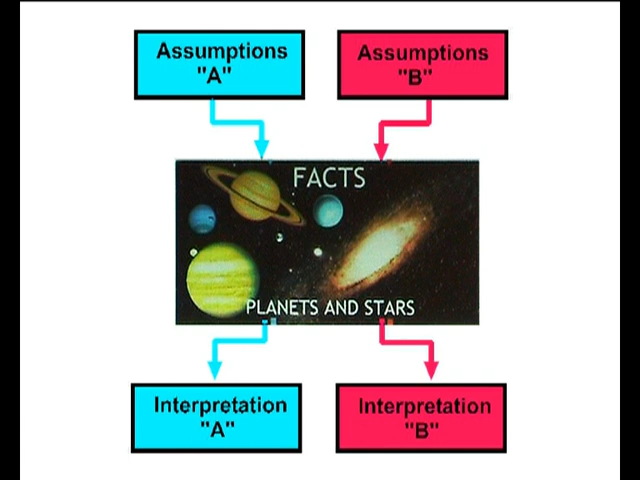 Assumptions
"A"
Assumptions
"B"
FACTS
PLANETS AND STARS
Interpretation
"A"
Interpretation
"B"